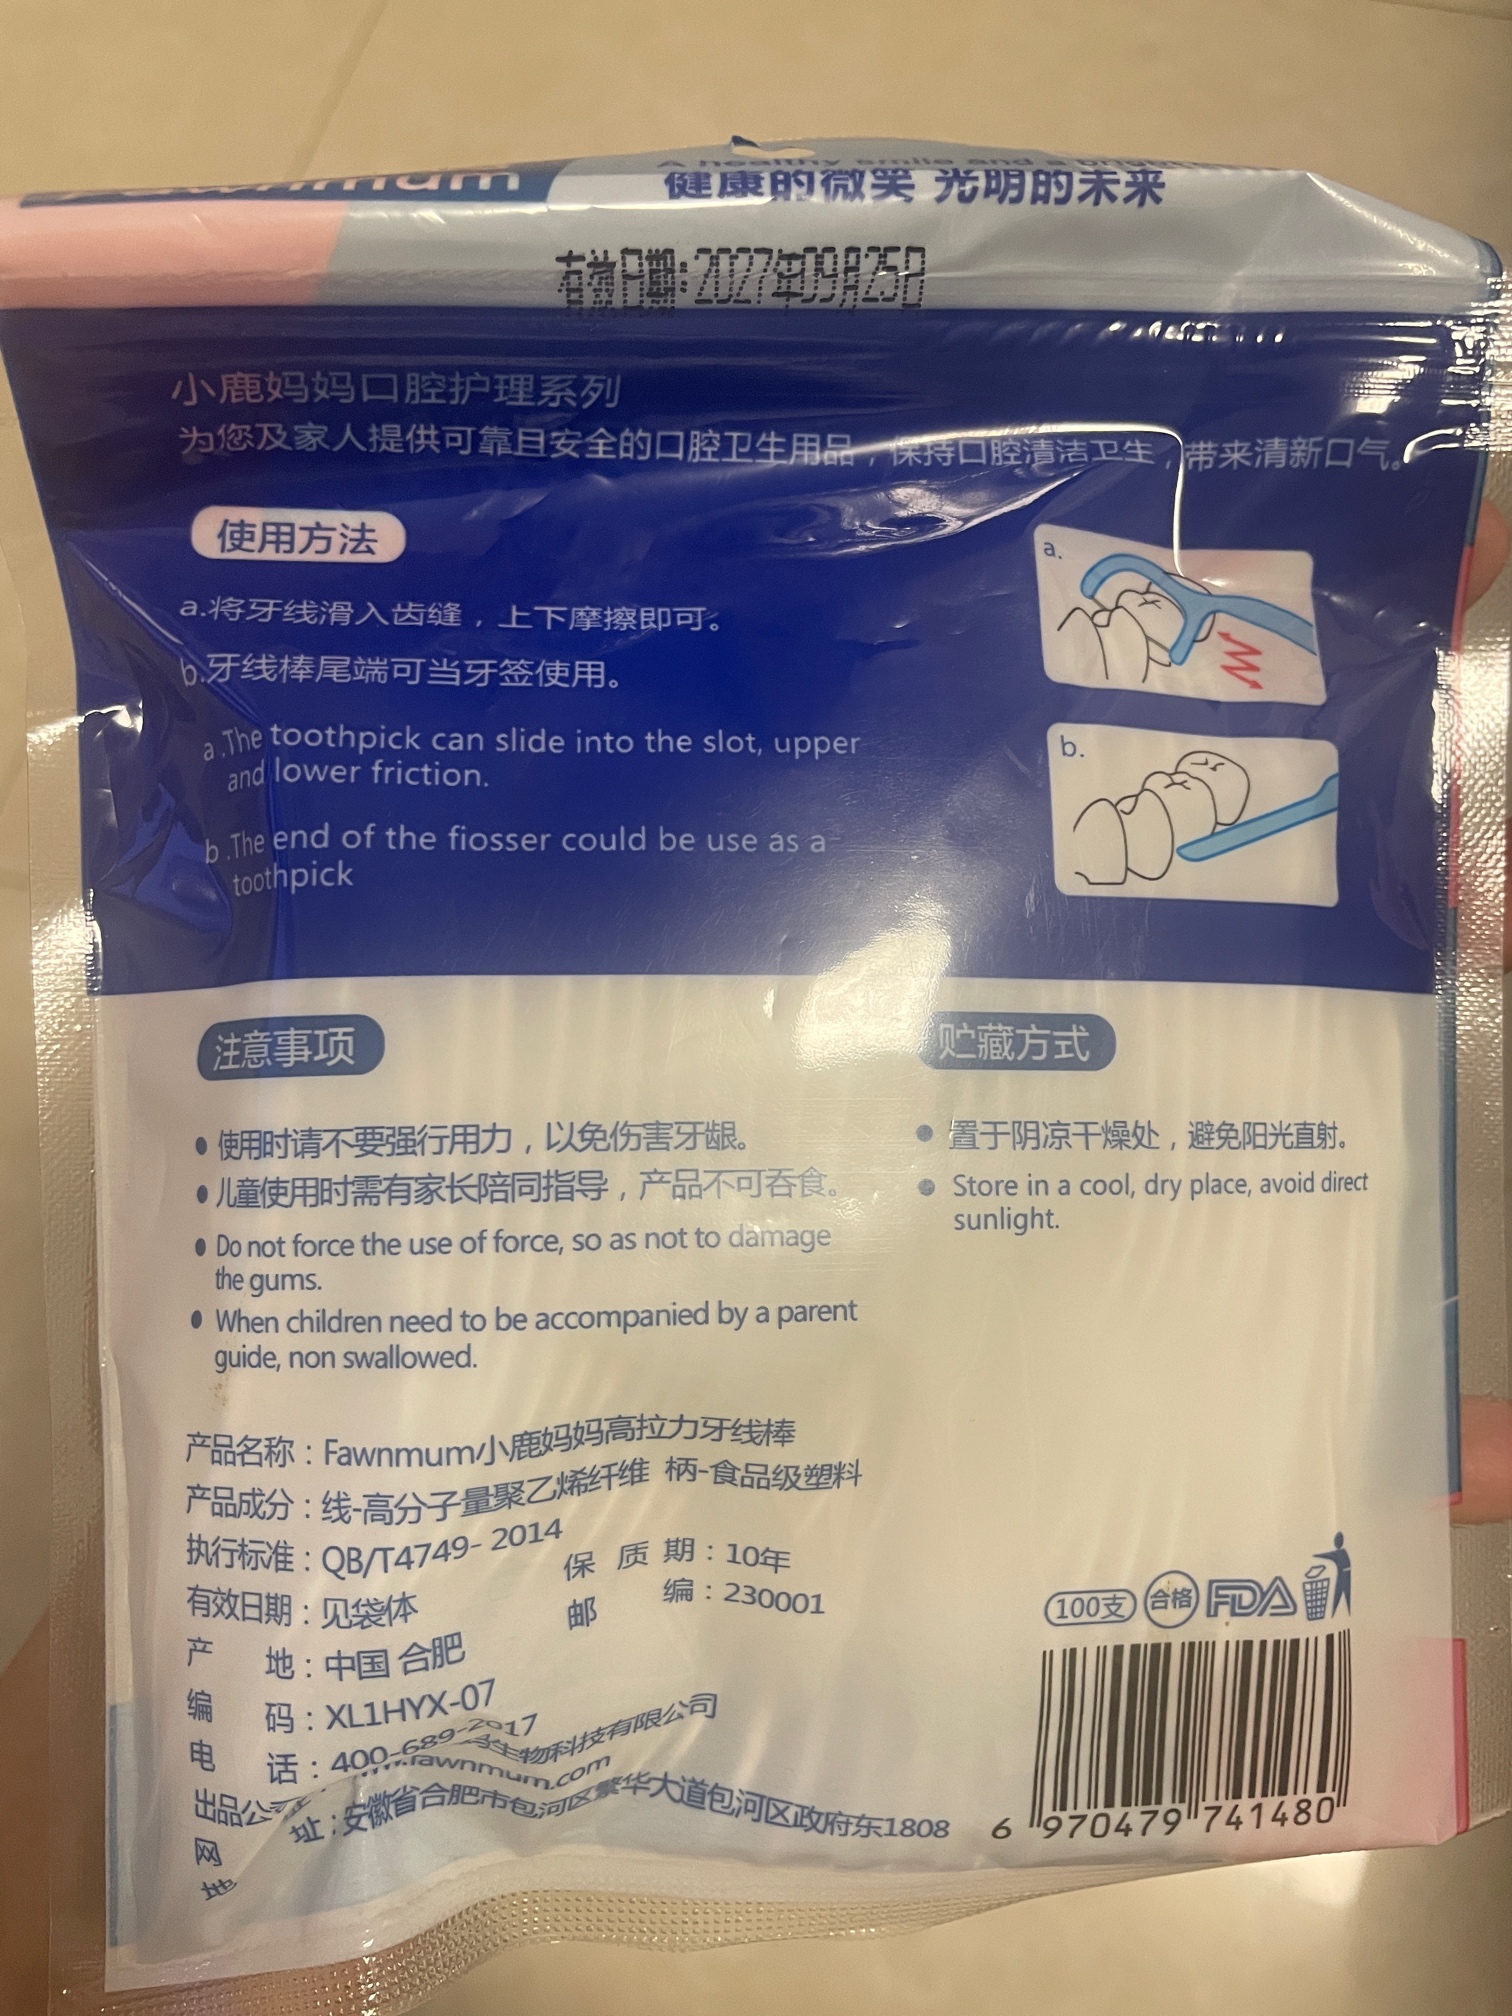 健康的微笑 光明的未来
有效日期:2027年09月25日
小鹿妈妈口腔护理系列
为您及家人提供可靠且安全的口腔卫生用品，保持口腔清洁卫生，带来清新口气。
使用方法
a.将牙线滑入齿缝，上下摩擦即可。
b.牙线棒尾端可当牙签使用。
a.The toothpick can slide into the slot, upper
and lower friction.
b.The end of the fiosser could be use as a
toothpick
a.
b.
注意事项
• 使用时请不要强行用力，以免伤害牙龈。
• 儿童使用时需有家长陪同指导，产品不可吞食。
• Do not force the use of force, so as not to damage
the gums.
• When children need to be accompanied by a parent
guide, non swallowed.
贮藏方式
• 置于阴凉干燥处，避免阳光直射。
• Store in a cool, dry place, avoid direct
sunlight.
产品名称：Fawnmum小鹿妈妈高拉力牙线棒
产品成分：线-高分子量聚乙烯纤维 柄-食品级塑料
执行标准：QB/T4749- 2014 保质期：10年
有效日期：见袋体 邮编：230001
产地：中国 合肥
编码：XL1HYX-07
电话：400-689-2017
出品公 生物科技有限公司
网 .fawnmum.com
地址：安徽省合肥市包河区繁华大道包河区政府东1808
100支 合格 FDA
6 970479 741480